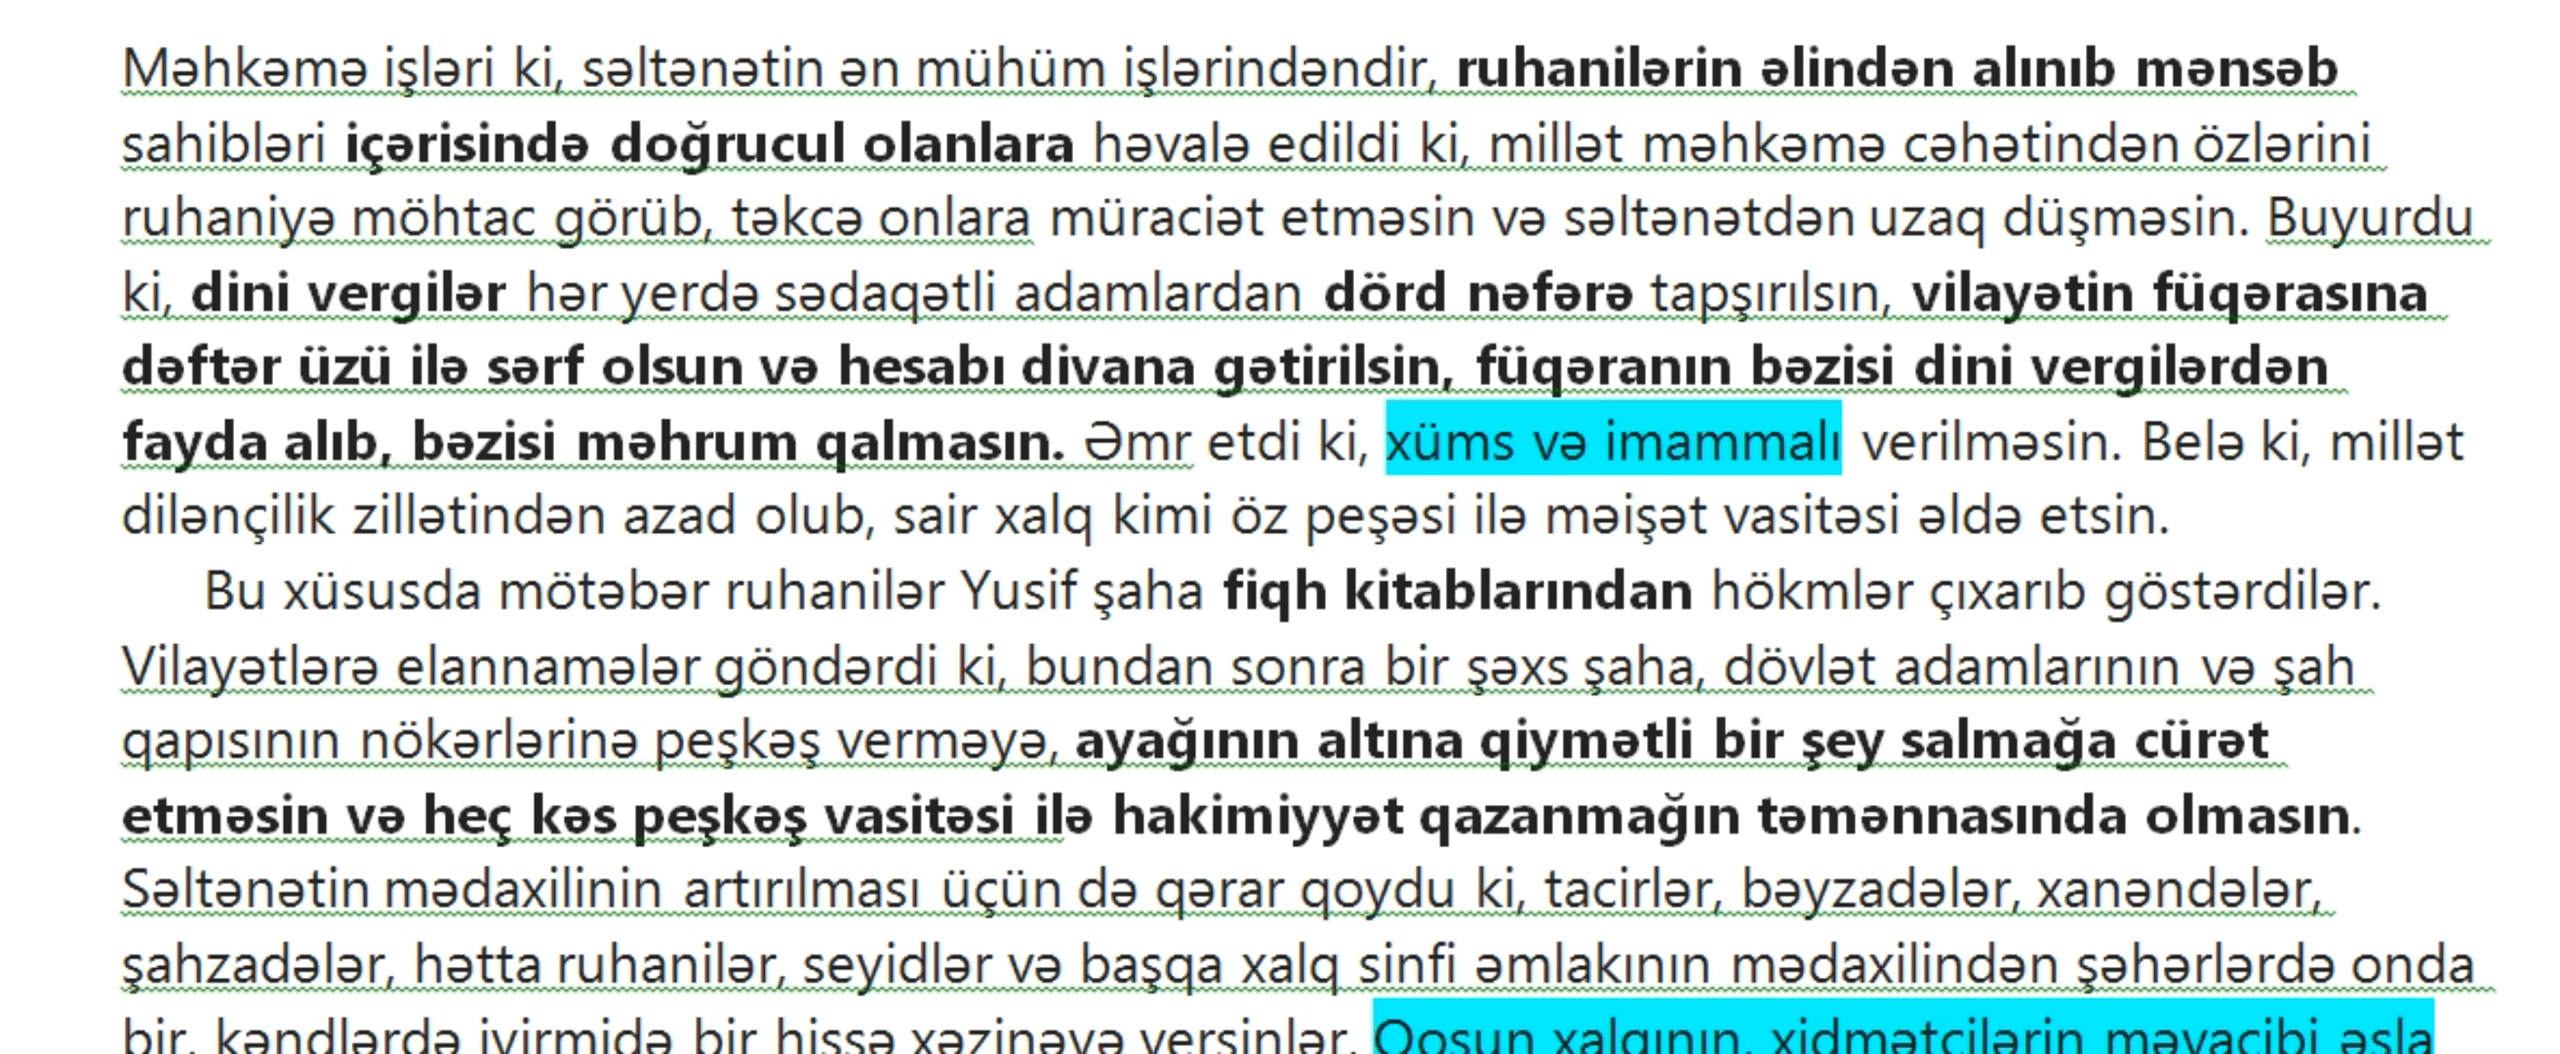 Məhkəmə işləri ki, səltənətin ən mühüm işlərindəndir, ruhanilərin əlindən alınıb mənsəb
sahibləri içərisində doğrucul olanlara həvalə edildi ki, millət məhkəmə cəhətindən özlərini
ruhaniyə möhtac görüb, təkcə onlara müraciət etməsin və səltənətdən uzaq düşməsin. Buyurdu
ki, dini vergilər hər yerdə sədaqətli adamlardan dörd nəfərə tapşırılsın, vilayətin füqərasına
dəftər üzü ilə sərf olsun və hesabı divana gətirilsin, füqəranın bəzisi dini vergilərdən
fayda alıb, bəzisi məhrum qalmasın. Əmr etdi ki, xüms və imammalı verilməsin. Belə ki, millət
dilənçilik zillətindən azad olub, sair xalq kimi öz peşəsi ilə məişət vasitəsi əldə etsin.
Bu xüsusda mötəbər ruhanilər Yusif şaha fiqh kitablarından hökmlər çıxarıb göstərdilər.
Vilayətlərə elannamələr göndərdi ki, bundan sonra bir şəxs şaha, dövlət adamlarının və şah
qapısının nökərlərinə peşkəş verməyə, ayağının altına qiymətli bir şey salmağa cürət
etməsin və heç kəs peşkəş vasitəsi ilə hakimiyyət qazanmağın təmənnasında olmasın.
Səltənətin mədaxilinin artırılması üçün də qərar qoydu ki, tacirlər, bəyzadələr, xanəndələr,
şahzadələr, hətta ruhanilər, seyidlər və başqa xalq sinfi əmlakının mədaxilindən şəhərlərdə onda
bir, kəndlərdə iyirmidə bir hissə xəzinəyə versinlər. Qoşun xalqının, xidmətçilərin məvacibi əsla